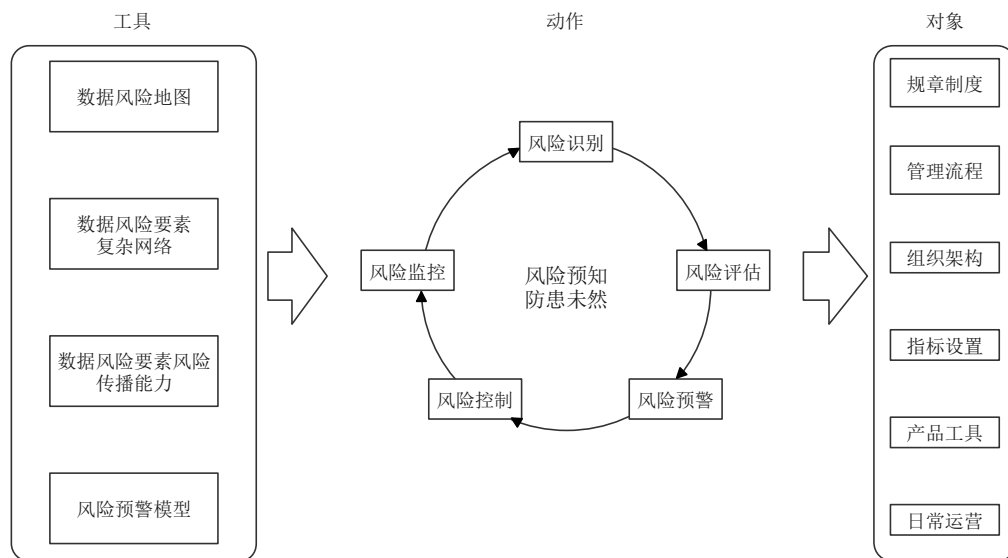 工具
动作
对象
数据风险地图
数据风险要素
复杂网络
数据风险要素风险
传播能力
风险预警模型
风险识别
风险评估
风险预警
风险控制
风险监控
风险预知
防患未然
规章制度
管理流程
组织架构
指标设置
产品工具
日常运营